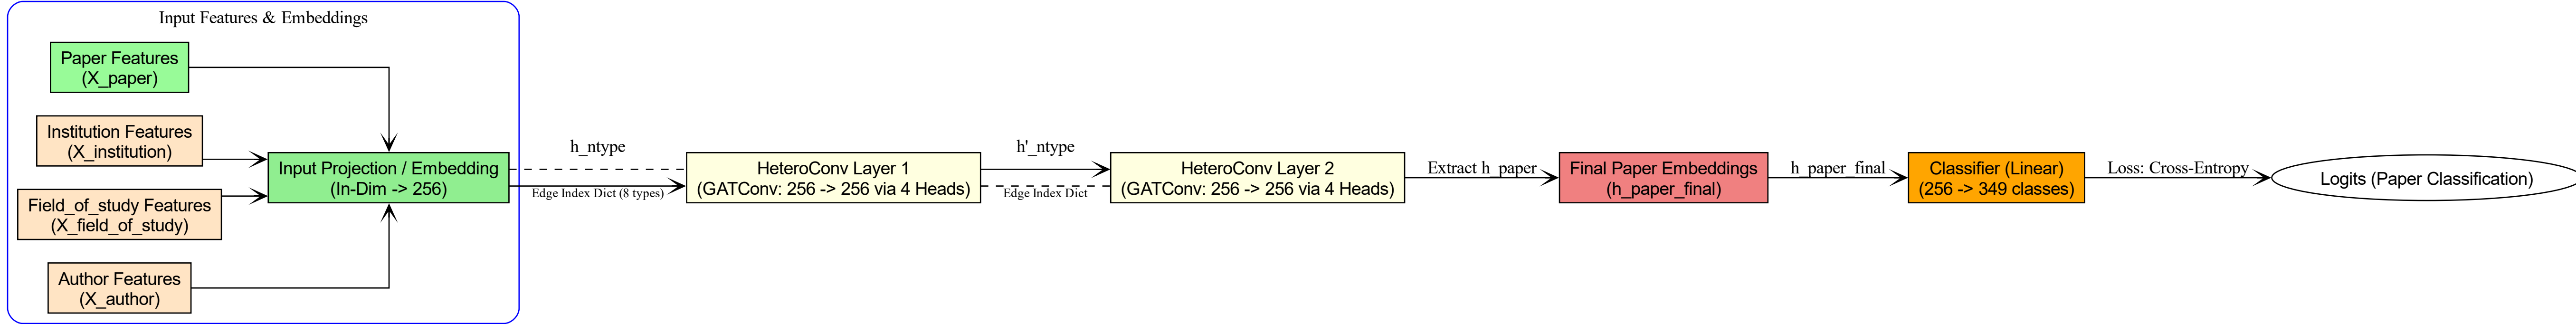 Input Features & Embeddings
Paper Features
(X_paper)
Institution Features
(X_institution)
Field_of_study Features
(X_field_of_study)
Author Features
(X_author)
Input Projection / Embedding
(In-Dim -> 256)
h_ntype
Edge Index Dict (8 types)
HeteroConv Layer 1
(GATConv: 256 -> 256 via 4 Heads)
h'_ntype
Edge Index Dict
HeteroConv Layer 2
(GATConv: 256 -> 256 via 4 Heads)
Extract h_paper
Final Paper Embeddings
(h_paper_final)
h_paper_final
Classifier (Linear)
(256 -> 349 classes)
Loss: Cross-Entropy
Logits (Paper Classification)